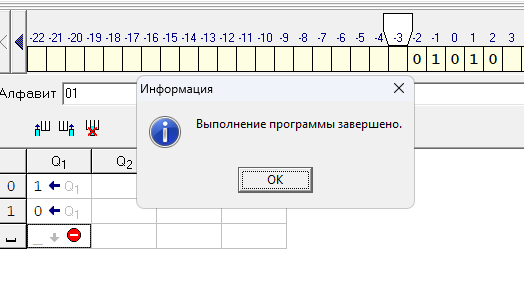 -22 -21 -20 -19 -18 -17 -16 -15 -14 -13 -12 -11 -10 -9 -8 -7 -6 -5 -4 -3 -2 -1 0 1 2 3
0 1 0 1 0
Алфавит 01
Информация
Выполнение программы завершено.
OK
Q1 Q2
0 1 Q1
1 0 Q1
_